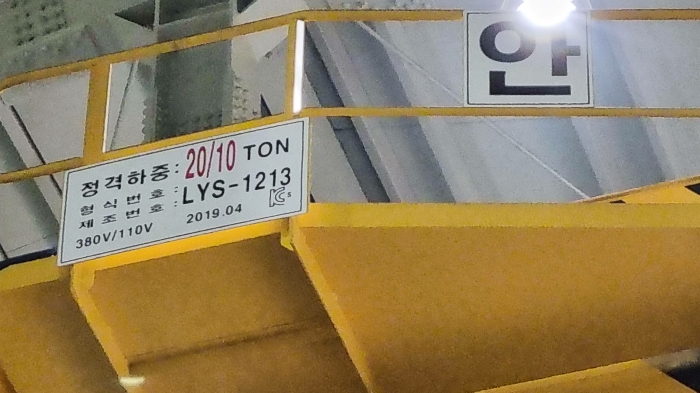 안
정격하중: 20/10 TON
형식번호: LYS-1213
제조번호: 2019.04
380V/110V